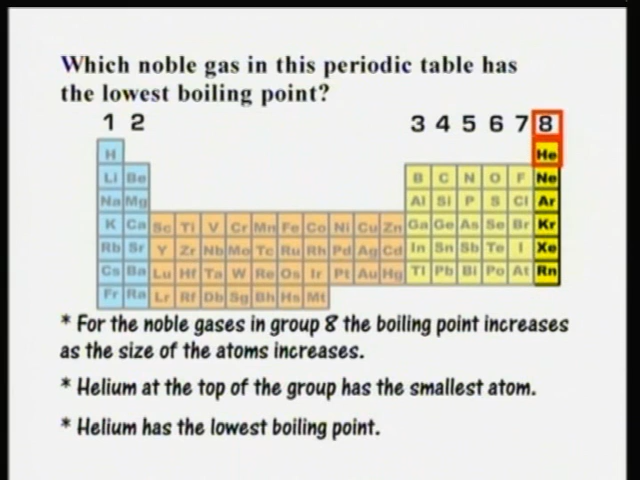 Which noble gas in this periodic table has
the lowest boiling point?
1 2 3 4 5 6 7 8
H He
Li Be B C N O F Ne
Na Mg Al Si P S Cl Ar
K Ca Sc Ti V Cr Mn Fe Co Ni Cu Zn Ga Ge As Se Br Kr
Rb Sr Y Zr Nb Mo Tc Ru Rh Pd Ag Cd In Sn Sb Te I Xe
Cs Ba Lu Hf Ta W Re Os Ir Pt Au Hg Tl Pb Bi Po At Rn
Fr Ra Lr Rf Db Sg Bh Hs Mt
* For the noble gases in group 8 the boiling point increases
as the size of the atoms increases.
* Helium at the top of the group has the smallest atom.
* Helium has the lowest boiling point.